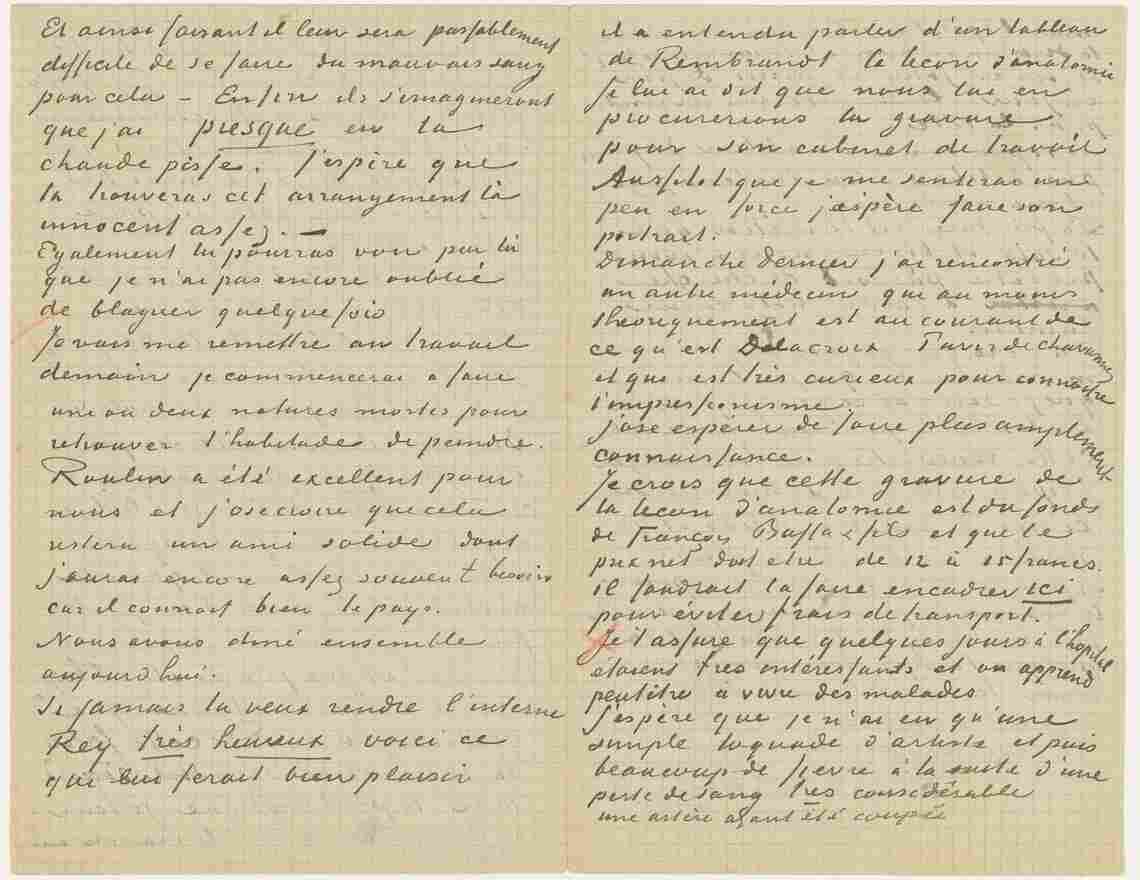 Et ainsi faisant il leur sera passablement
difficile de se faire du mauvais sang
pour cela – Enfin ils s'imagineront
que j'ai presque eu la
chaude pisse. J'espère que
tu trouveras cet arrangement là
innocent assez. –
Egalement tu pourras voir par là
que je n'ai pas encore oublié
de blaguer quelquefois
Je vais me remettre au travail
demain je commencerai à faire
une ou deux natures mortes pour
retrouver l'habitude de peindre.
Roulin a été excellent pour
nous et j'ose croire que cela
restera un ami solide dont
j'aurai encore assez souvent besoin
car il connait bien le pays.
Nous avons diné ensemble
aujourd'hui.
Si jamais tu veux rendre l'interne
Rey très heureux voici ce
qui lui ferait bien plaisir
il a entendu parler d'un tableau
de Rembrandt la leçon d'anatomie
Je lui ai dit que nous lui en
procurerions la gravure
pour son cabinet de travail
Aussitot que je me sentirai un
peu en force j'espère faire son
portrait.
Dimanche dernier j'ai rencontré
un autre médecin qui au moins
theoriquement est au courant de
ce qu'est Delacroix Puvis de Chavannes
et qui est très curieux pour connaître
l'impressionisme.
j'ose espérer de faire plus amplement
connaissance.
Je crois que cette gravure de
la leçon d'anatomie est du fonds
de François Buffa & fils et que le
prix net doit etre de 12 à 15 francs.
il faudrait la faire encadrer ici
pour éviter frais de transport.
Je t'assure que quelques jours à l'hopital
etaient très intéressants et on apprend
peutêtre à vivre des malades
J'espère que je n'ai eu qu'une
simple toquade d'artiste et puis
beaucoup de fievre à la suite d'une
perte de sang très considérable
une artère ayant été coupée